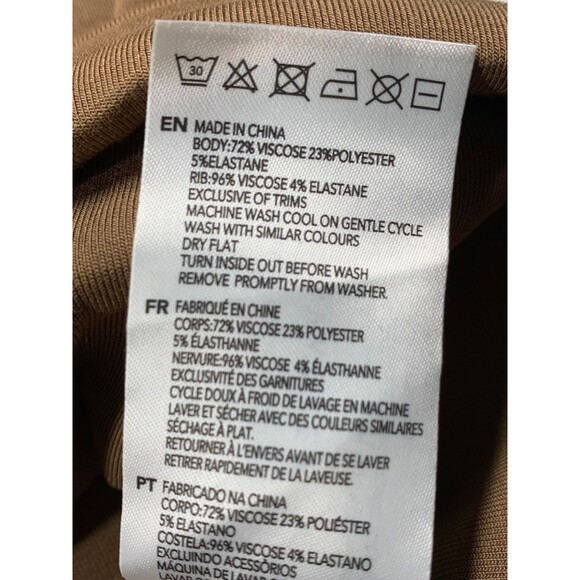 30
EN MADE IN CHINA
BODY:72% VISCOSE 23%POLYESTER
5%ELASTANE
RIB:96% VISCOSE 4% ELASTANE
EXCLUSIVE OF TRIMS
MACHINE WASH COOL ON GENTLE CYCLE
WASH WITH SIMILAR COLOURS
DRY FLAT
TURN INSIDE OUT BEFORE WASH
REMOVE PROMPTLY FROM WASHER.
FR FABRIQUÉ EN CHINE
CORPS:72% VISCOSE 23% POLYESTER
5% ÉLASTHANNE
NERVURE:96% VISCOSE 4% ÉLASTHANNE
EXCLUSIVITÉ DES GARNITURES
CYCLE DOUX À FROID DE LAVAGE EN MACHINE
LAVER ET SÉCHER AVEC DES COULEURS SIMILAIRES
SÉCHAGE À PLAT.
RETOURNER À L'ENVERS AVANT DE SE LAVER
RETIRER RAPIDEMENT DE LA LAVEUSE.
PT FABRICADO NA CHINA
CORPO:72% VISCOSE 23% POLIÉSTER
5% ELASTANO
COSTELA:96% VISCOSE 4% ELASTANO
EXCLUINDO ACESSÓRIOS
MÁQUINA DE LAVAR